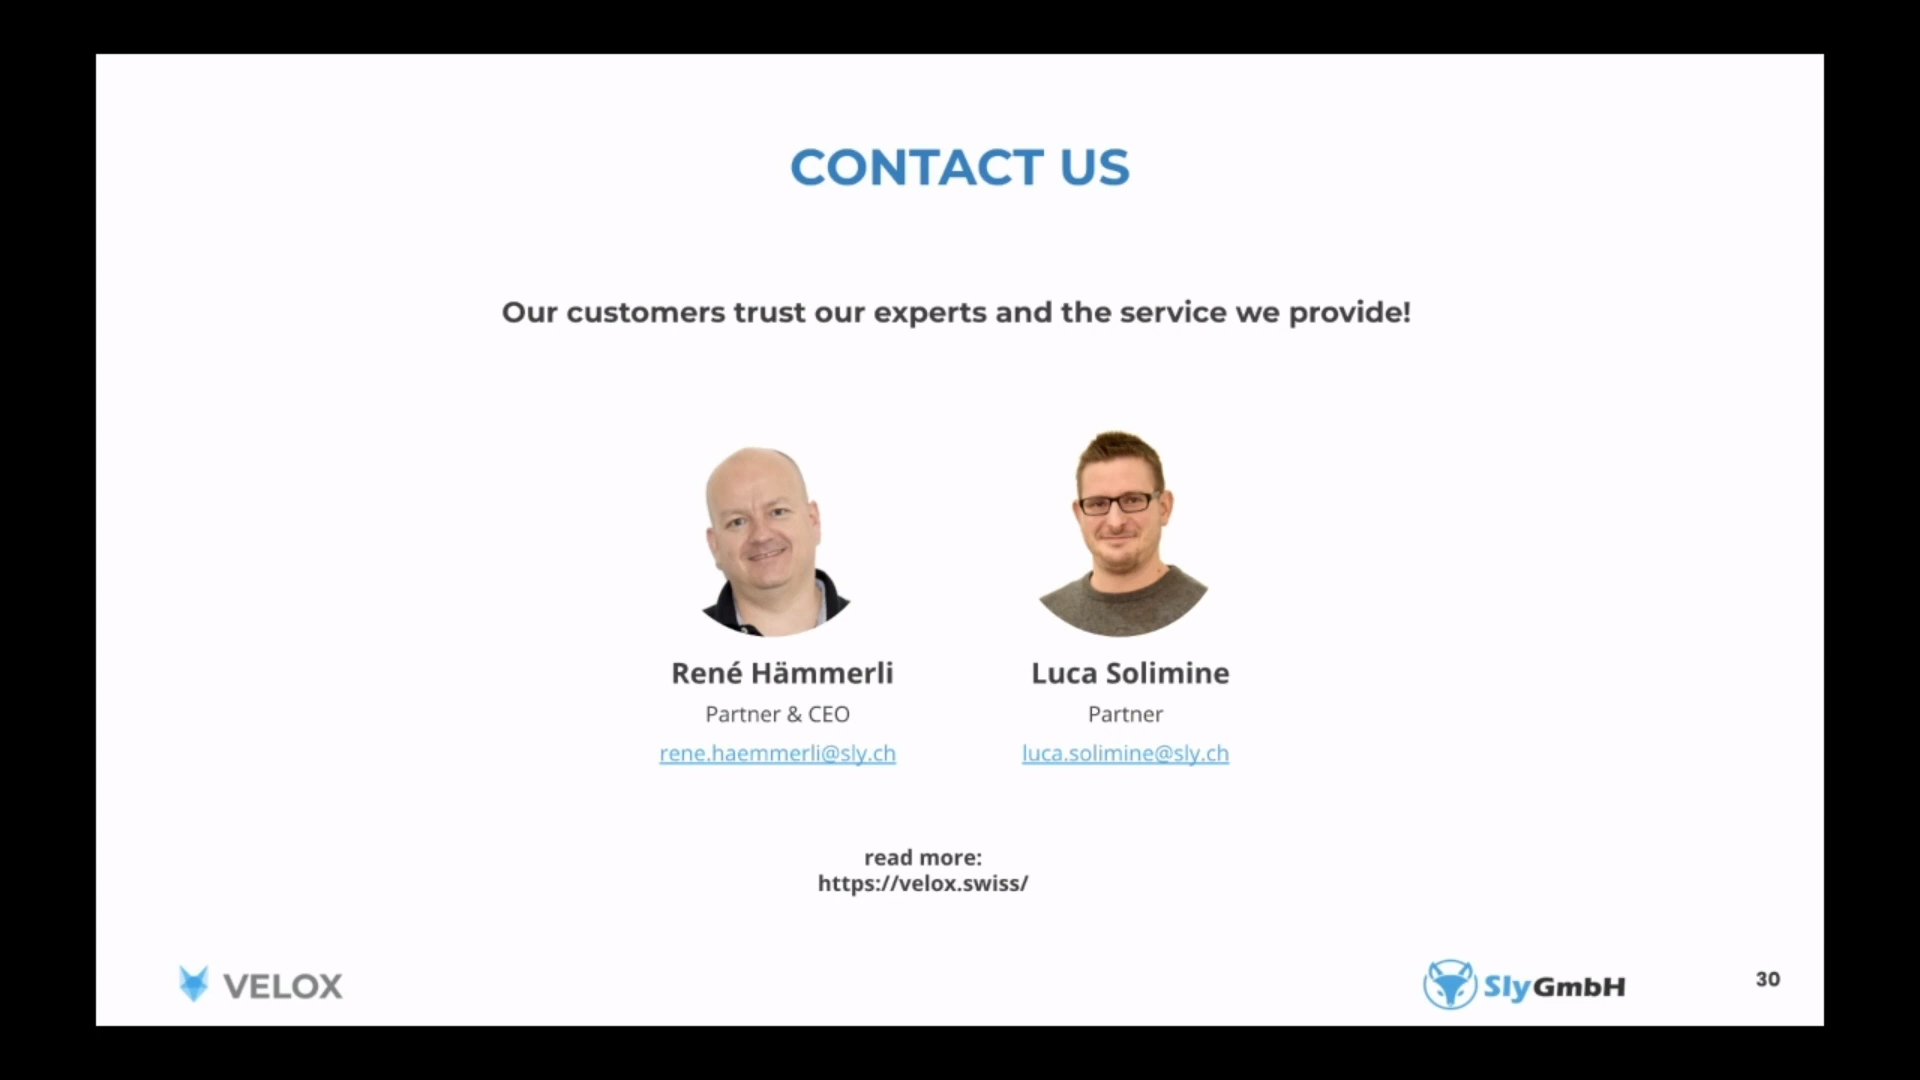 CONTACT US
Our customers trust our experts and the service we provide!
René Hämmerli
Partner & CEO
rene.haemmerli@sly.ch
Luca Solimine
Partner
luca.solimine@sly.ch
read more:
https://velox.swiss/
VELOX
SlyGmbH
30